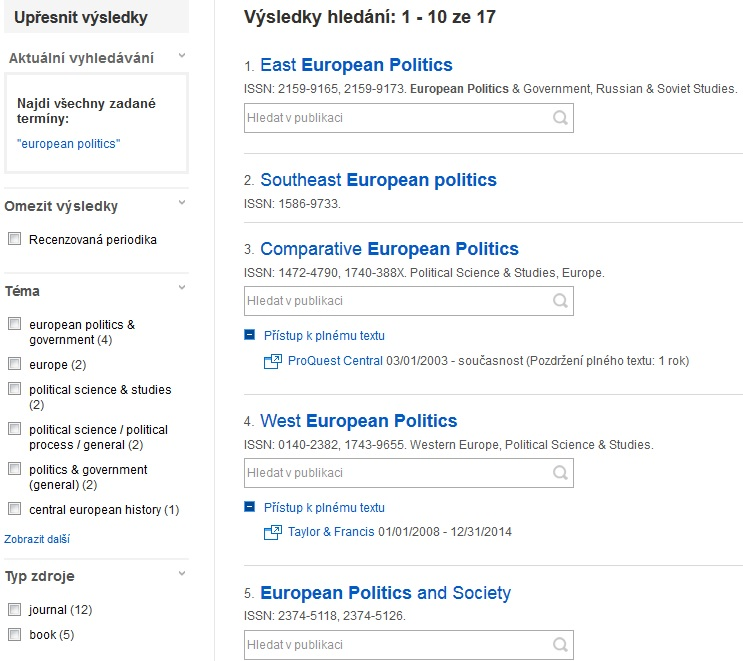 Upřesnit výsledky
Aktuální vyhledávání
Najdi všechny zadané
termíny:
"european politics"
Omezit výsledky
Recenzovaná periodika
Téma
european politics &
government (4)
europe (2)
political science & studies
(2)
political science / political
process / general (2)
politics & government
(general) (2)
central european history (1)
Zobrazit další
Typ zdroje
journal (12)
book (5)
Výsledky hledání: 1 - 10 ze 17
1. East European Politics
ISSN: 2159-9165, 2159-9173. European Politics & Government, Russian & Soviet Studies.
Hledat v publikaci
2. Southeast European politics
ISSN: 1586-9733.
3. Comparative European Politics
ISSN: 1472-4790, 1740-388X. Political Science & Studies, Europe.
Hledat v publikaci
Přístup k plnému textu
ProQuest Central 03/01/2003 - současnost (Pozdržení plného textu: 1 rok)
4. West European Politics
ISSN: 0140-2382, 1743-9655. Western Europe, Political Science & Studies.
Hledat v publikaci
Přístup k plnému textu
Taylor & Francis 01/01/2008 - 12/31/2014
5. European Politics and Society
ISSN: 2374-5118, 2374-5126.
Hledat v publikaci